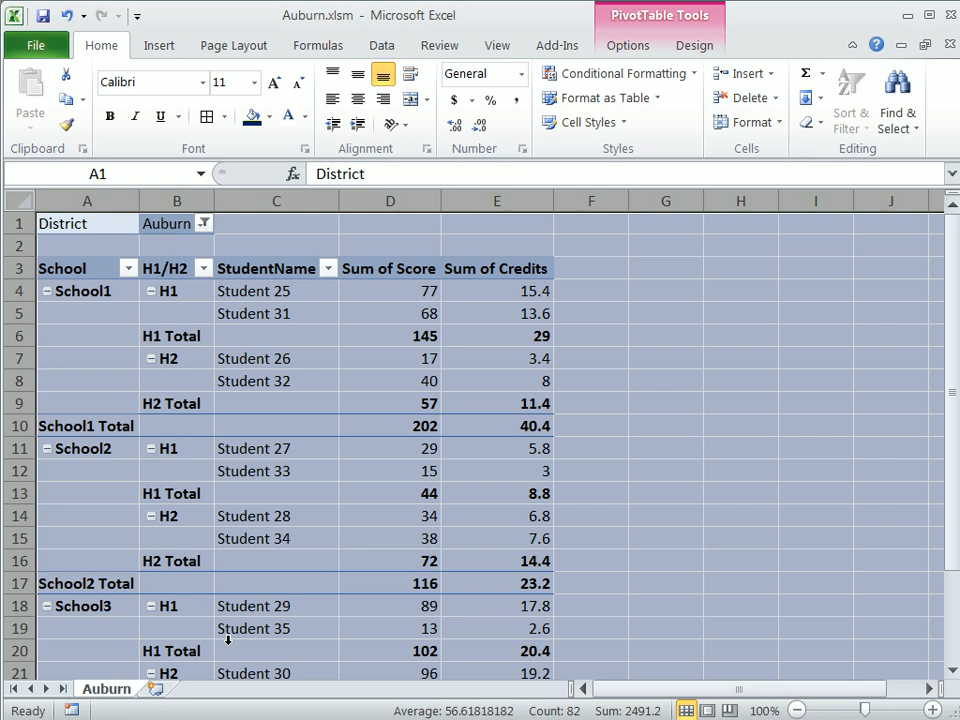 Auburn.xlsm - Microsoft Excel
PivotTable Tools
File Home Insert Page Layout Formulas Data Review View Add-Ins Options Design
Paste
Clipboard
Calibri 11
B I U
Font
Alignment
General
$ % ,
Number
Conditional Formatting
Format as Table
Cell Styles
Styles
Insert
Delete
Format
Cells
Sort & Filter
Find & Select
Editing
A1 fx District
A B C D E F G H I J
1 District Auburn
2
3 School H1/H2 StudentName Sum of Score Sum of Credits
4 School1 H1 Student 25 77 15.4
5 Student 31 68 13.6
6 H1 Total 145 29
7 H2 Student 26 17 3.4
8 Student 32 40 8
9 H2 Total 57 11.4
10 School1 Total 202 40.4
11 School2 H1 Student 27 29 5.8
12 Student 33 15 3
13 H1 Total 44 8.8
14 H2 Student 28 34 6.8
15 Student 34 38 7.6
16 H2 Total 72 14.4
17 School2 Total 116 23.2
18 School3 H1 Student 29 89 17.8
19 Student 35 13 2.6
20 H1 Total 102 20.4
21 H2 Student 30 96 19.2
Auburn
Ready Average: 56.61818182 Count: 82 Sum: 2491.2 100%